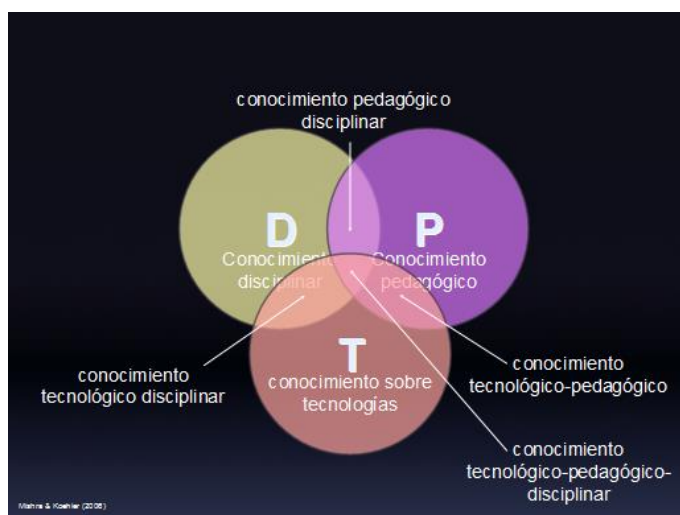 conocimiento pedagógico
disciplinar
D
P
Conocimiento
disciplinar
Conocimiento
pedagógico
T
conocimiento sobre
tecnologías
conocimiento
tecnológico disciplinar
conocimiento
tecnológico-pedagógico
conocimiento
tecnológico-pedagógico-
disciplinar
Mishra & Koehler (2006)